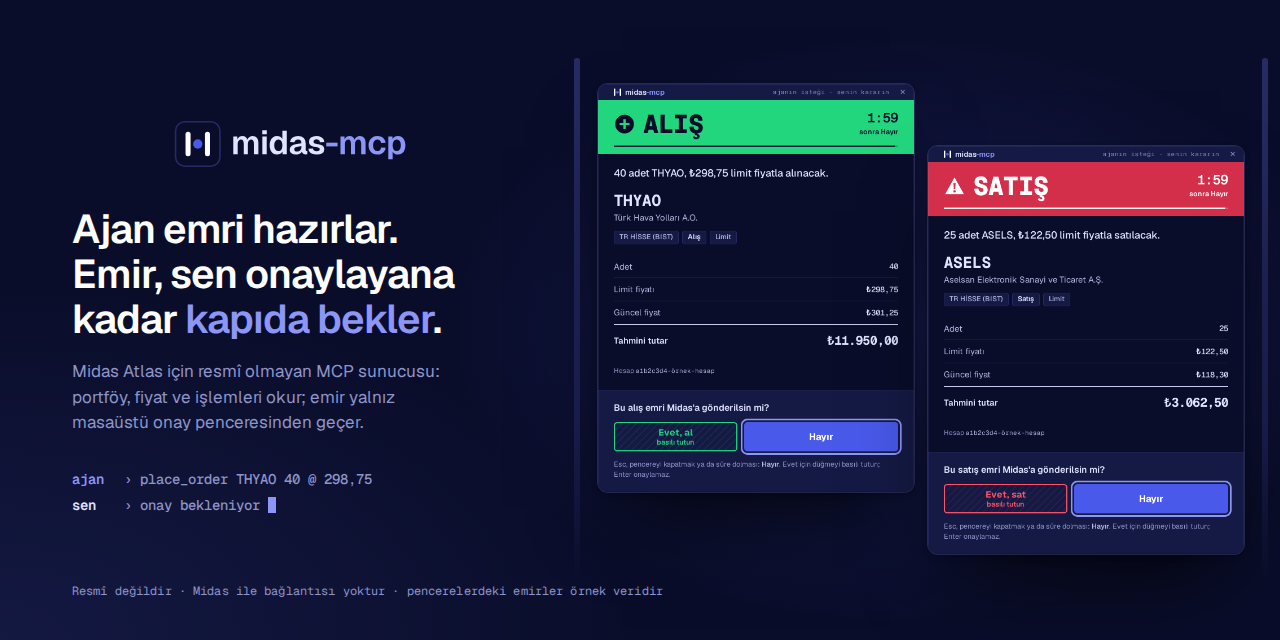 midas-mcp
Ajan emri hazırlar.
Emir, sen onaylayana
kadar kapıda bekler.
Midas Atlas için resmî olmayan MCP sunucusu:
portföy, fiyat ve işlemleri okur; emir yalnız
masaüstü onay penceresinden geçer.
ajan › place_order THYAO 40 @ 298,75
sen › onay bekleniyor
midas-mcp ajanın isteği · senin kararın ×
ALIŞ 1:59
sonra Hayır
40 adet THYAO, ₺298,75 limit fiyatla alınacak.
THYAO
Türk Hava Yolları A.O.
TR HİSSE (BIST) Alış Limit
Adet 40
Limit fiyatı ₺298,75
Güncel fiyat ₺301,25
Tahmini tutar ₺11.950,00
Hesap a1b2c3d4-örnek-hesap
Bu alış emri Midas'a gönderilsin mi?
Evet, al
basılı tutun
Hayır
Esc, pencereyi kapatmak ya da süre dolması: Hayır. Evet için düğmeyi basılı tutun;
Enter onaylamaz.
midas-mcp ajanın isteği · senin kararın ×
SATIŞ 1:59
sonra Hayır
25 adet ASELS, ₺122,50 limit fiyatla satılacak.
ASELS
Aselsan Elektronik Sanayi ve Ticaret A.Ş.
TR HİSSE (BIST) Satış Limit
Adet 25
Limit fiyatı ₺122,50
Güncel fiyat ₺118,30
Tahmini tutar ₺3.062,50
Hesap a1b2c3d4-örnek-hesap
Bu satış emri Midas'a gönderilsin mi?
Evet, sat
basılı tutun
Hayır
Esc, pencereyi kapatmak ya da süre dolması: Hayır. Evet için düğmeyi basılı tutun;
Enter onaylamaz.
Resmî değildir · Midas ile bağlantısı yoktur · pencerelerdeki emirler örnek veridir